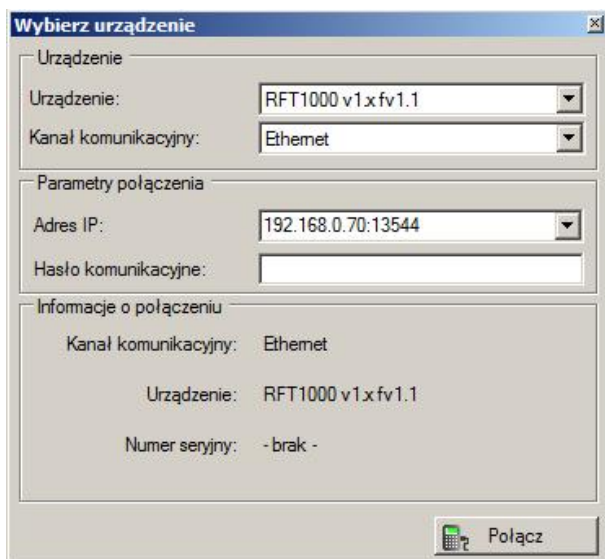 Wybierz urządzenie
Urządzenie
Urządzenie: RFT1000 v1.x fv1.1
Kanał komunikacyjny: Ethernet
Parametry połączenia
Adres IP: 192.168.0.70:13544
Hasło komunikacyjne:
Informacje o połączeniu
Kanał komunikacyjny: Ethernet
Urządzenie: RFT1000 v1.x fv1.1
Numer seryjny: - brak -
Połącz